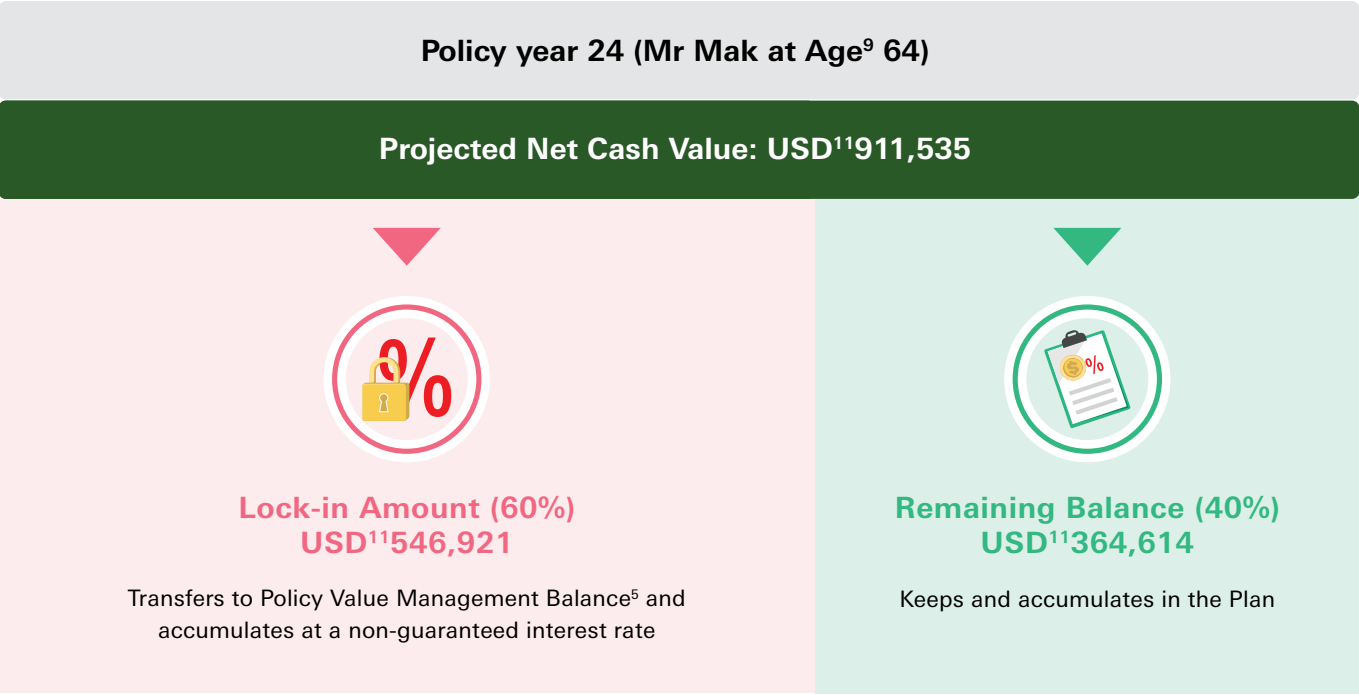 Policy year 24 (Mr Mak at Age⁹ 64)
Projected Net Cash Value: USD¹¹911,535
%
Lock-in Amount (60%)
USD¹¹546,921
Transfers to Policy Value Management Balance⁵ and
accumulates at a non-guaranteed interest rate
$ %
Remaining Balance (40%)
USD¹¹364,614
Keeps and accumulates in the Plan